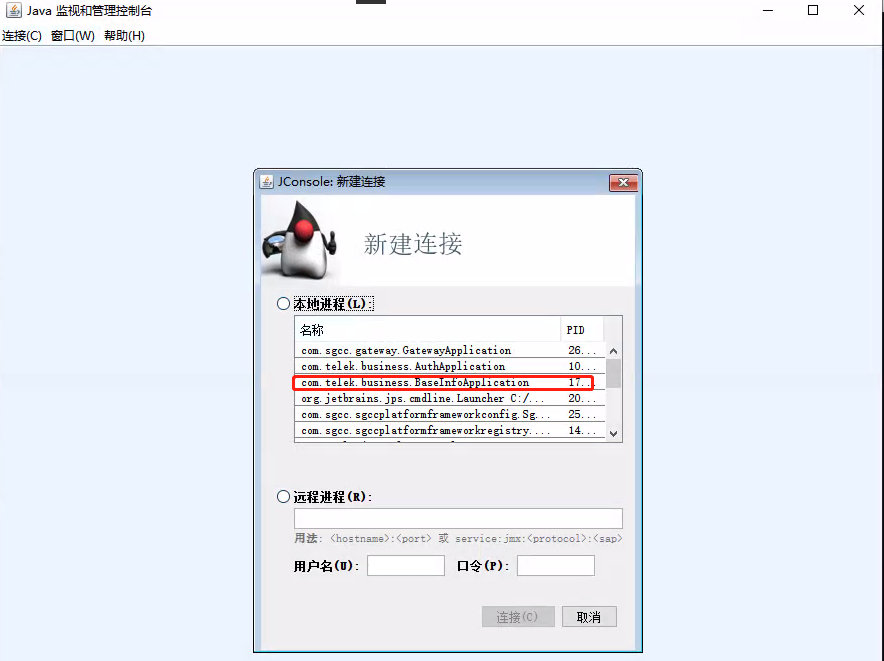 Java 监视和管理控制台
连接(C) 窗口(W) 帮助(H)
JConsole: 新建连接
新建连接
本地进程(L):
名称 PID
com.sgcc.gateway.GatewayApplication 26...
com.telek.business.AuthApplication 10...
com.telek.business.BaseInfoApplication 17...
org.jetbrains.jps.cmdline.Launcher C:/... 20...
com.sgcc.sgccplatformframeworkconfig.Sg... 25...
com.sgcc.sgccplatformframeworkregistry.... 14...
远程进程(R):
用法: <hostname>:<port> 或 service:jmx:<protocol>:<sap>
用户名(U): 口令(P):
连接(C) 取消